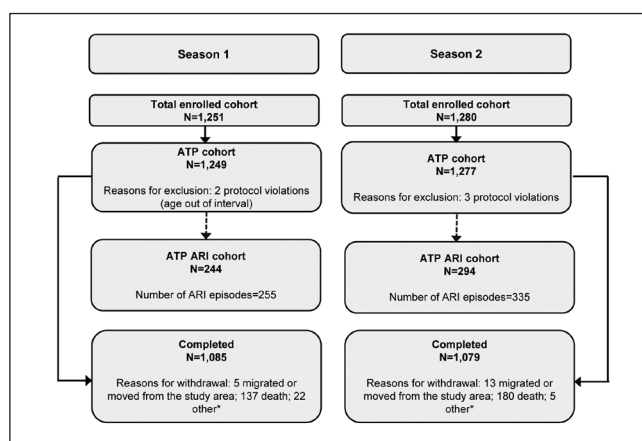 Season 1
Season 2
Total enrolled cohort
N=1,251
Total enrolled cohort
N=1,280
ATP cohort
N=1,249
Reasons for exclusion: 2 protocol violations
(age out of interval)
ATP cohort
N=1,277
Reasons for exclusion: 3 protocol violations
ATP ARI cohort
N=244
Number of ARI episodes=255
ATP ARI cohort
N=294
Number of ARI episodes=335
Completed
N=1,085
Reasons for withdrawal: 5 migrated or
moved from the study area; 137 death; 22
other*
Completed
N=1,079
Reasons for withdrawal: 13 migrated or
moved from the study area; 180 death; 5
other*